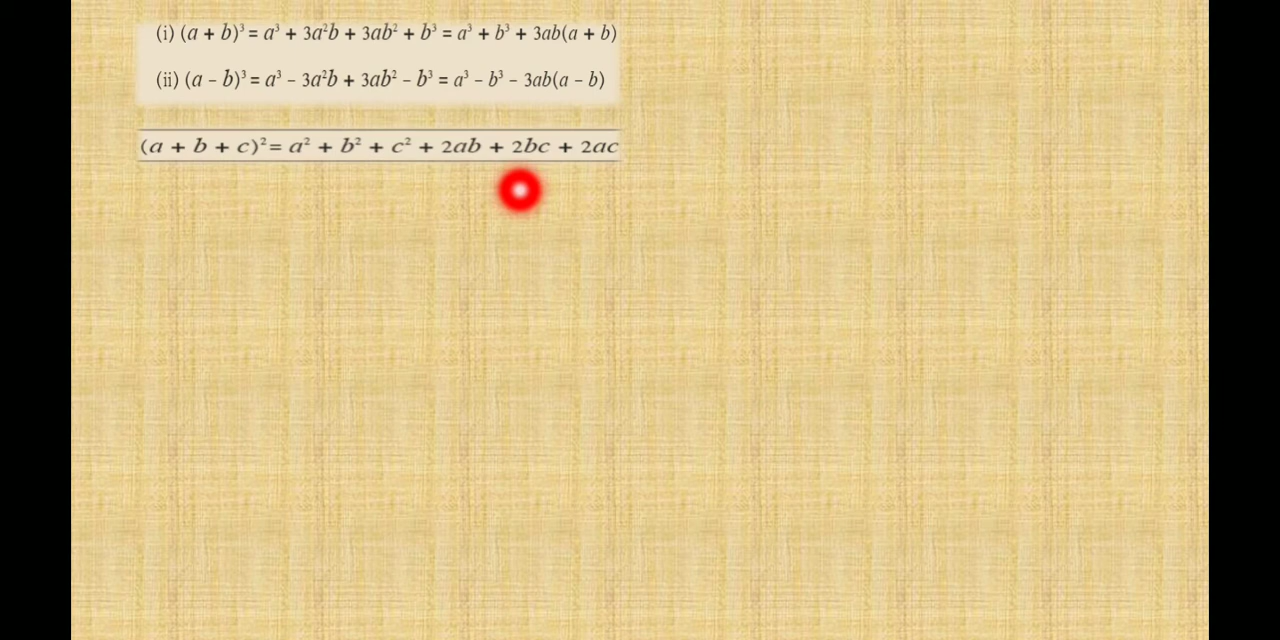 (i) (a + b)³ = a³ + 3a²b + 3ab² + b³ = a³ + b³ + 3ab(a + b)
(ii) (a – b)³ = a³ – 3a²b + 3ab² – b³ = a³ – b³ – 3ab(a – b)
(a + b + c)² = a² + b² + c² + 2ab + 2bc + 2ac